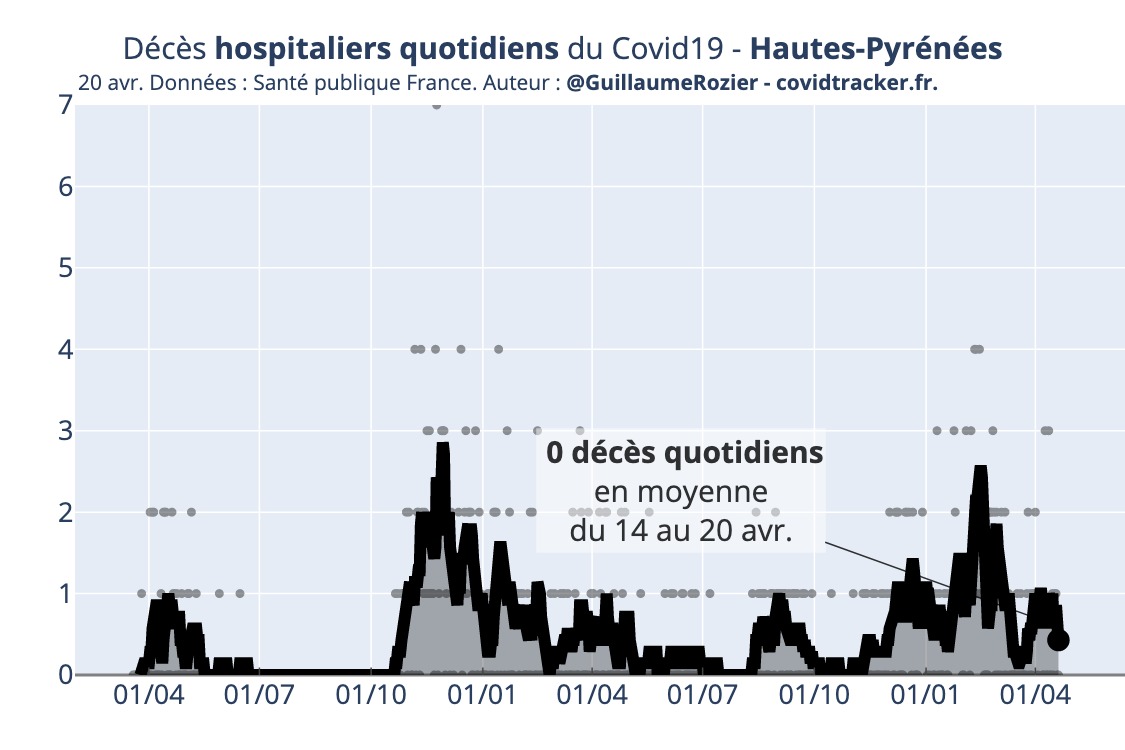 Décès hospitaliers quotidiens du Covid19 - Hautes-Pyrénées
20 avr. Données : Santé publique France. Auteur : @GuillaumeRozier - covidtracker.fr.
7
6
5
4
3
2
1
0
0 décès quotidiens
en moyenne
du 14 au 20 avr.
01/04 01/07 01/10 01/01 01/04 01/07 01/10 01/01 01/04